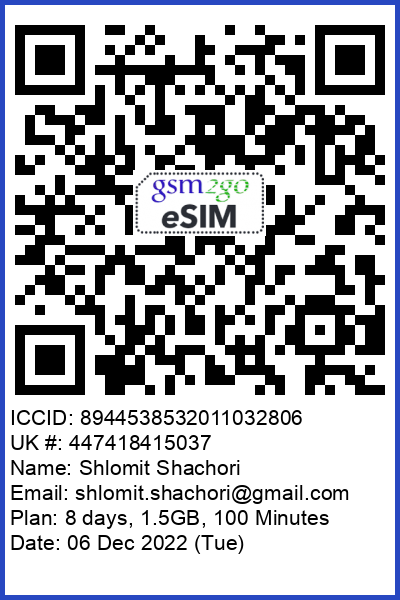 gsm2go
eSIM
ICCID: 8944538532011032806
UK #: 447418415037
Name: Shlomit Shachori
Email: shlomit.shachori@gmail.com
Plan: 8 days, 1.5GB, 100 Minutes
Date: 06 Dec 2022 (Tue)